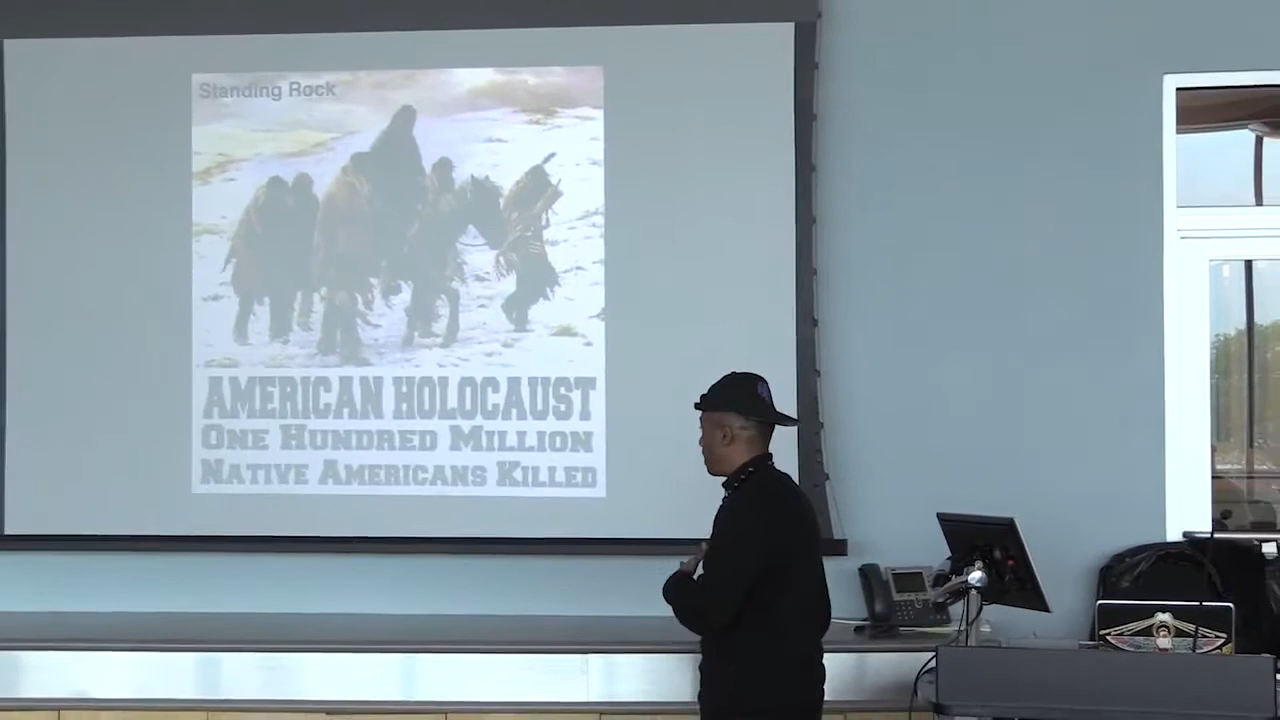 Standing Rock
AMERICAN HOLOCAUST
ONE HUNDRED MILLION
NATIVE AMERICANS KILLED